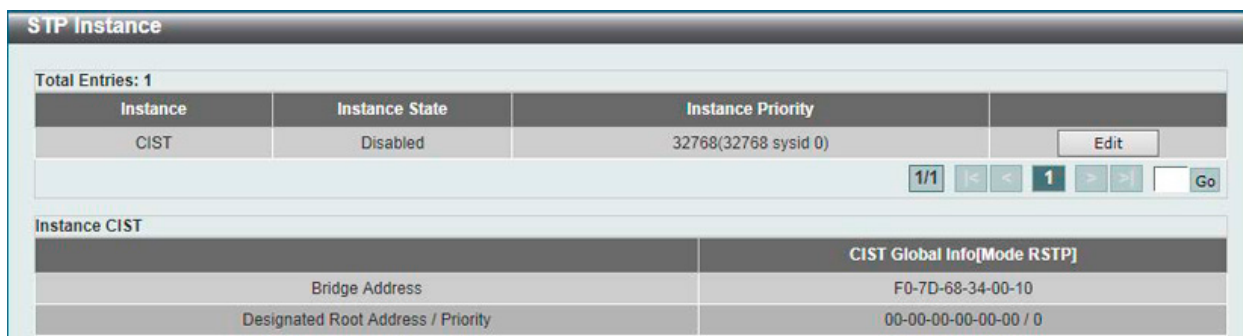 STP Instance
Total Entries: 1
Instance Instance State Instance Priority
CIST Disabled 32768(32768 sysid 0) Edit
1/1 |< < 1 > >| Go
Instance CIST
CIST Global Info[Mode RSTP]
Bridge Address F0-7D-68-34-00-10
Designated Root Address / Priority 00-00-00-00-00-00 / 0